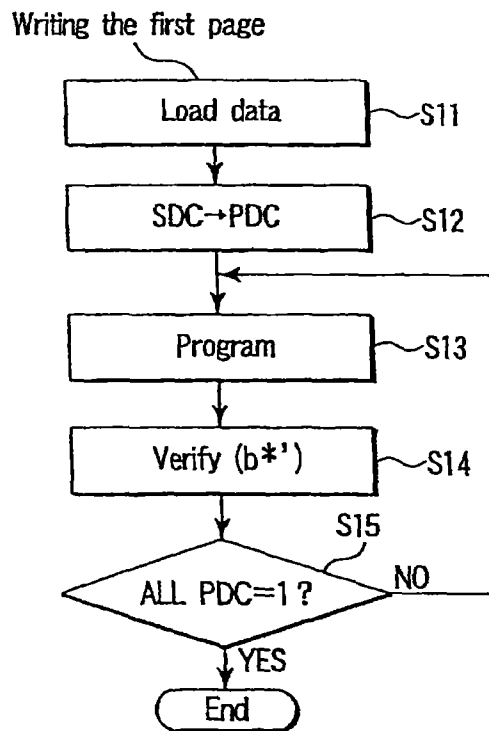 Writing the first page
Load data
S11
SDC→PDC
S12
Program
S13
Verify (b*')
S14
S15
ALL PDC=1?
NO
YES
End